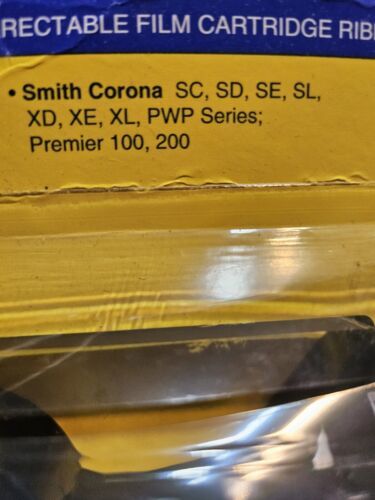 RECTABLE FILM CARTRIDGE RIB
• Smith Corona SC, SD, SE, SL,
XD, XE, XL, PWP Series;
Premier 100, 200